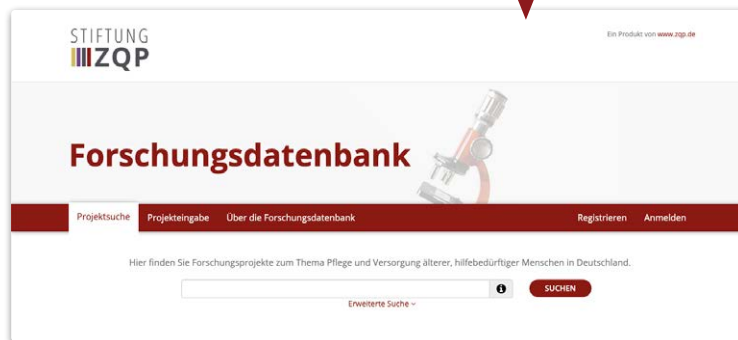 STIFTUNG
ZQP
Ein Produkt von www.zqp.de
Forschungsdatenbank
Projektsuche Projekteingabe Über die Forschungsdatenbank Registrieren Anmelden
Hier finden Sie Forschungsprojekte zum Thema Pflege und Versorgung älterer, hilfebedürftiger Menschen in Deutschland.
SUCHEN
Erweiterte Suche